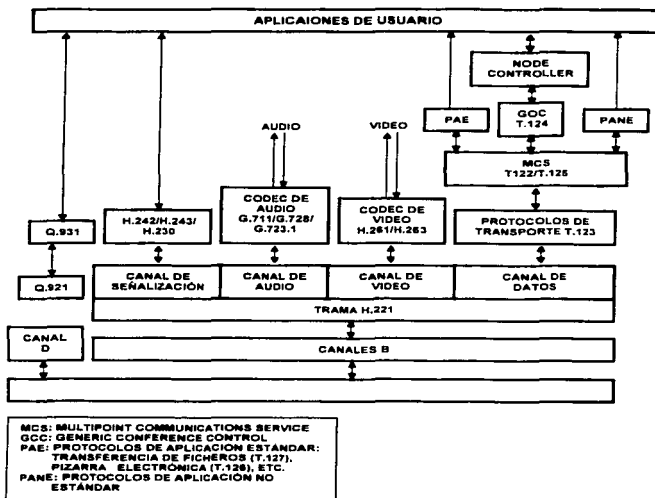 APLICAIONES DE USUARIO
NODE
CONTROLLER
PAE
GOC
T.124
PANE
AUDIO
VIDEO
MCS
T122/T.125
Q.931
H.242/H.243/
H.230
CODEC DE
AUDIO
G.711/G.728/
G.723.1
CODEC DE
VIDEO
H.261/H.263
PROTOCOLOS DE
TRANSPORTE T.123
Q.921
CANAL DE
SEÑALIZACIÓN
CANAL DE
AUDIO
CANAL DE
VIDEO
CANAL DE
DATOS
TRAMA H.221
CANAL
D
CANALES B
MCS: MULTIPOINT COMMUNICATIONS SERVICE
GCC: GENERIC CONFERENCE CONTROL
PAE: PROTOCOLOS DE APLICACIÓN ESTÁNDAR:
TRANSFERENCIA DE FICHEROS (T.127),
PIZARRA ELECTRÓNICA (T.126), ETC.
PANE: PROTOCOLOS DE APLICACIÓN NO
ESTÁNDAR